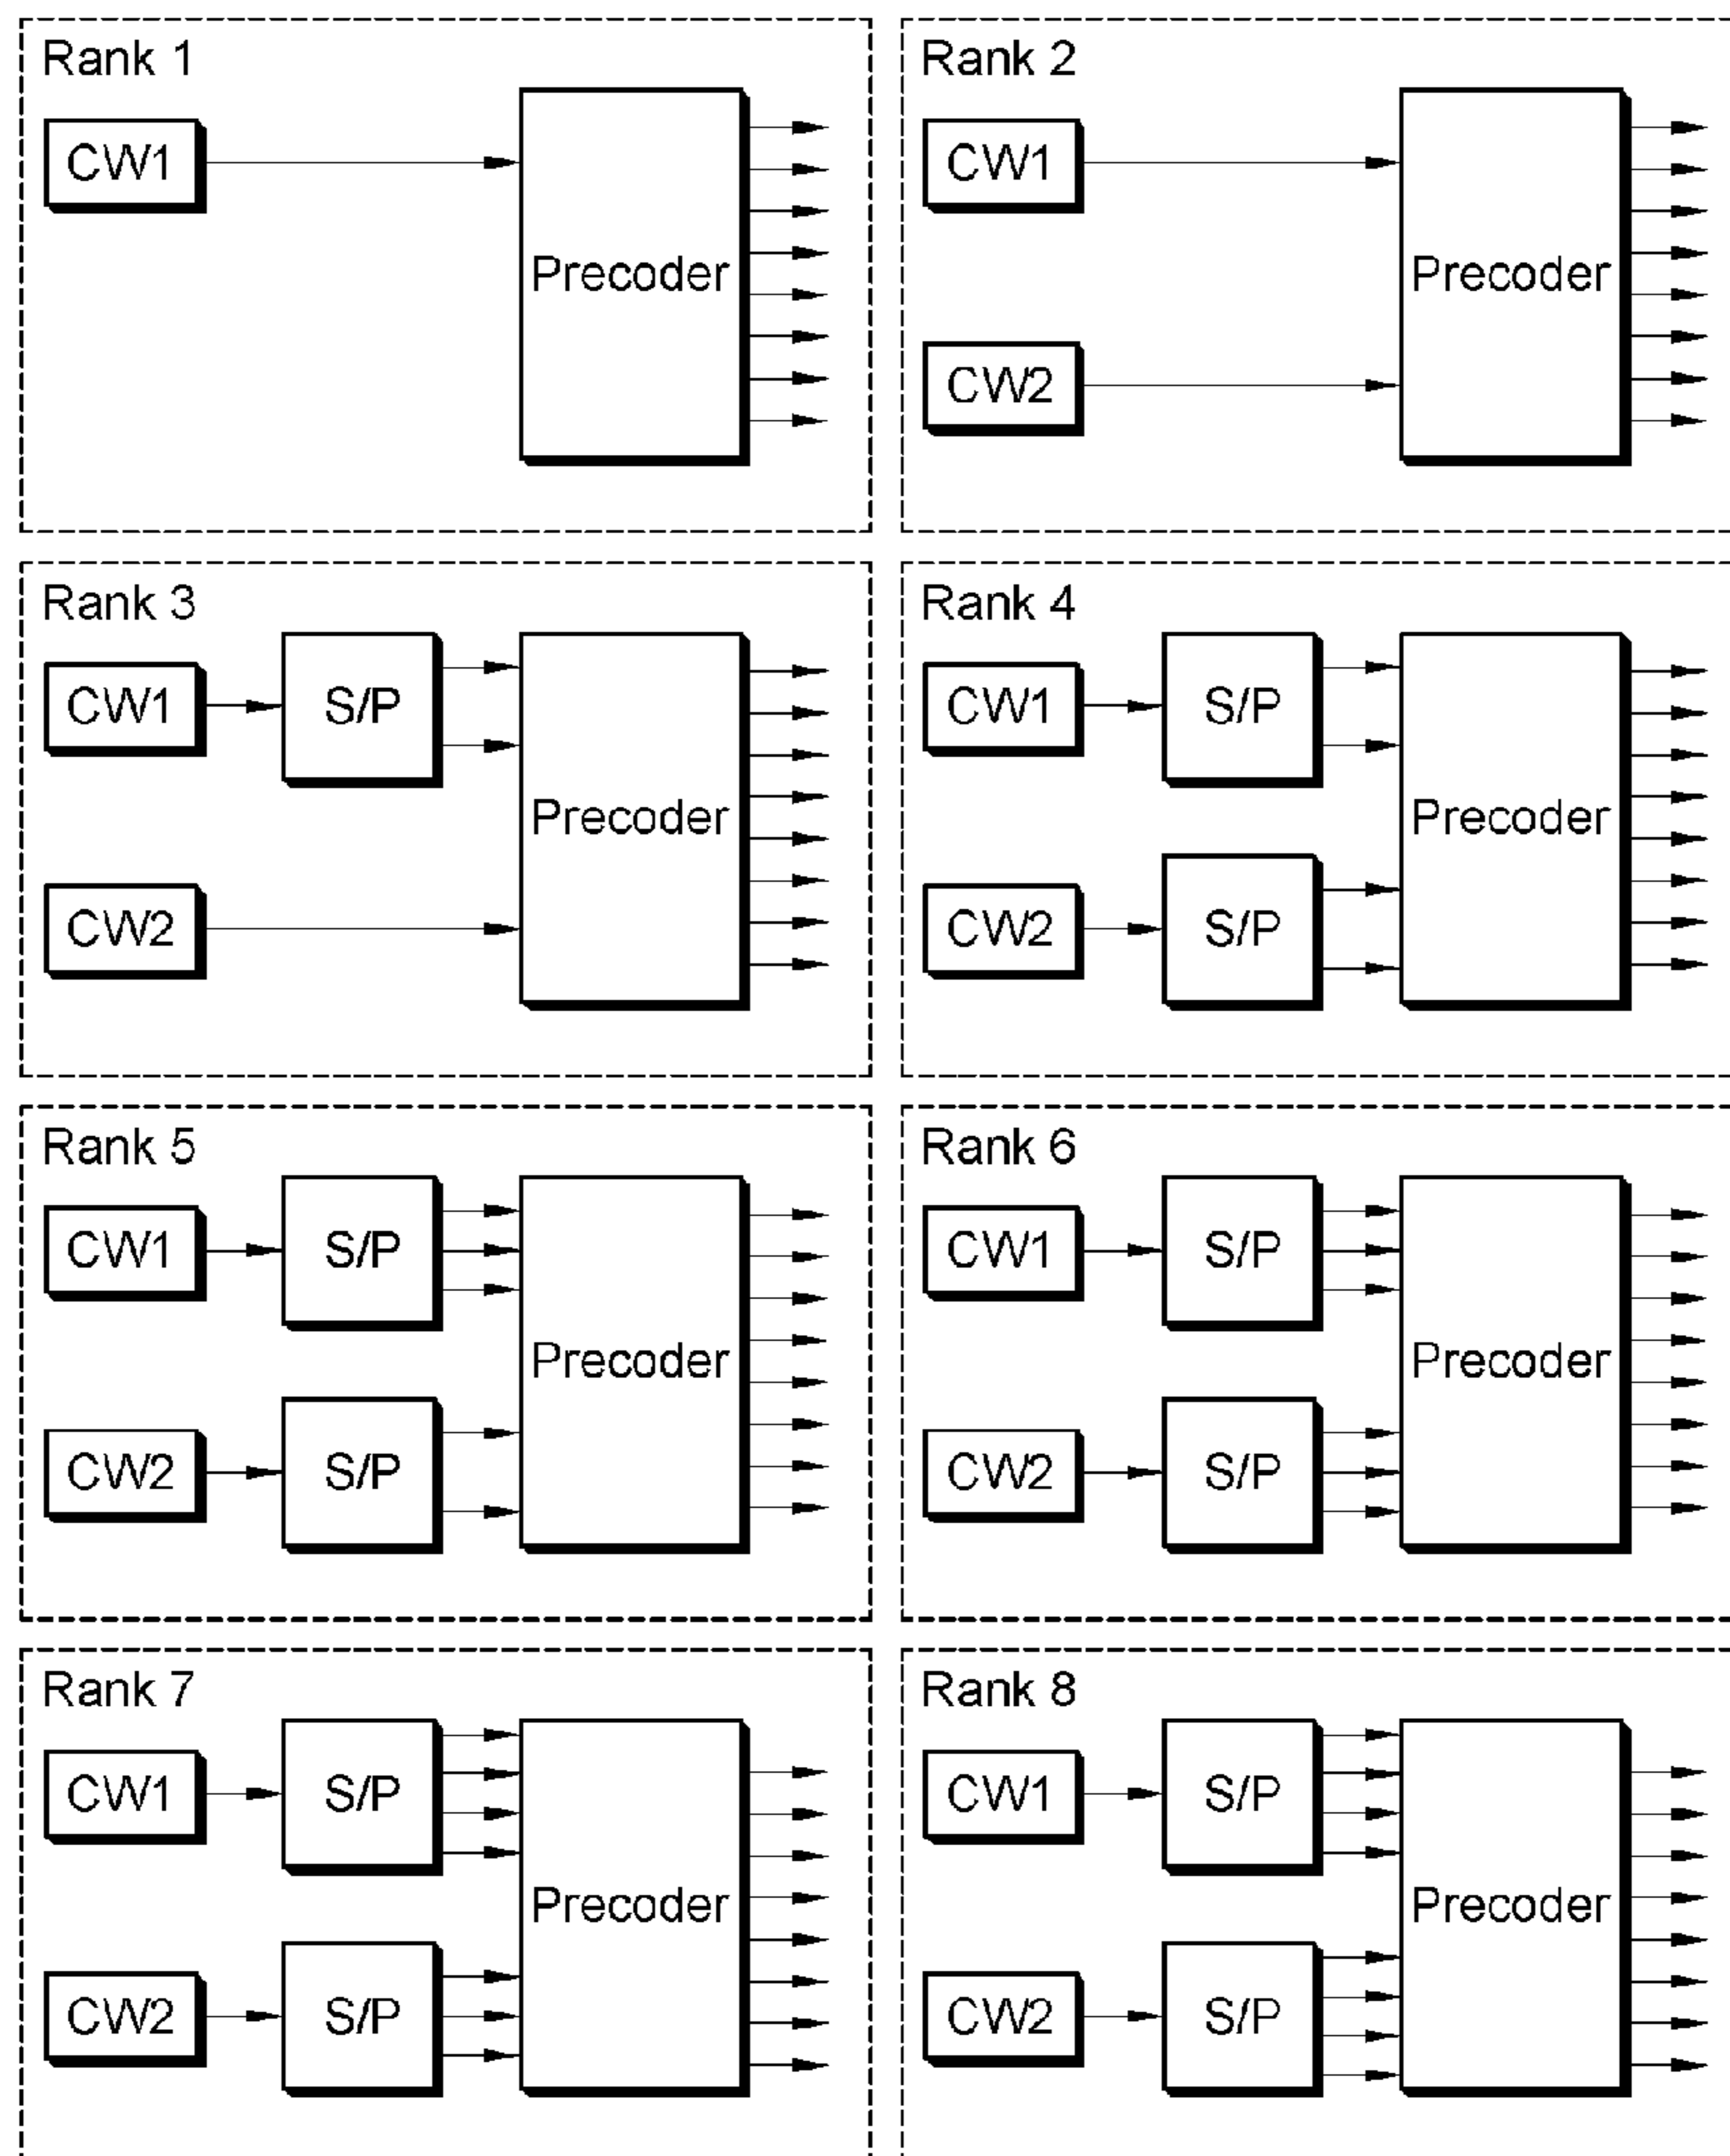 Rank 1
CW1
Precoder
Rank 2
CW1
Precoder
CW2
Rank 3
CW1
S/P
Precoder
CW2
Rank 4
CW1
S/P
Precoder
CW2
S/P
Rank 5
CW1
S/P
Precoder
CW2
S/P
Rank 6
CW1
S/P
Precoder
CW2
S/P
Rank 7
CW1
S/P
Precoder
CW2
S/P
Rank 8
CW1
S/P
Precoder
CW2
S/P